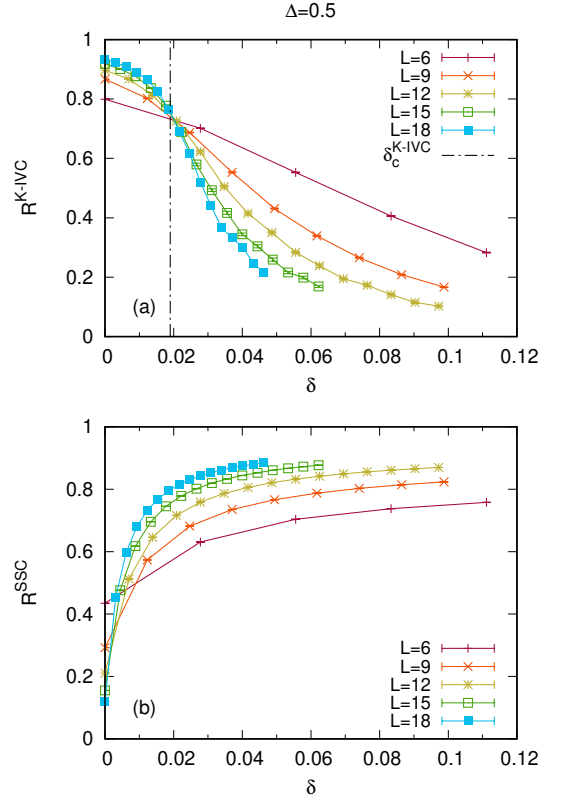 Δ=0.5
1
0.8
0.6
0.4
0.2
0
R^K-IVC
L=6
L=9
L=12
L=15
L=18
δ_c^K-IVC
(a)
0 0.02 0.04 0.06 0.08 0.1 0.12
δ
1
0.8
0.6
0.4
0.2
0
R^SSC
L=6
L=9
L=12
L=15
L=18
(b)
0 0.02 0.04 0.06 0.08 0.1 0.12
δ